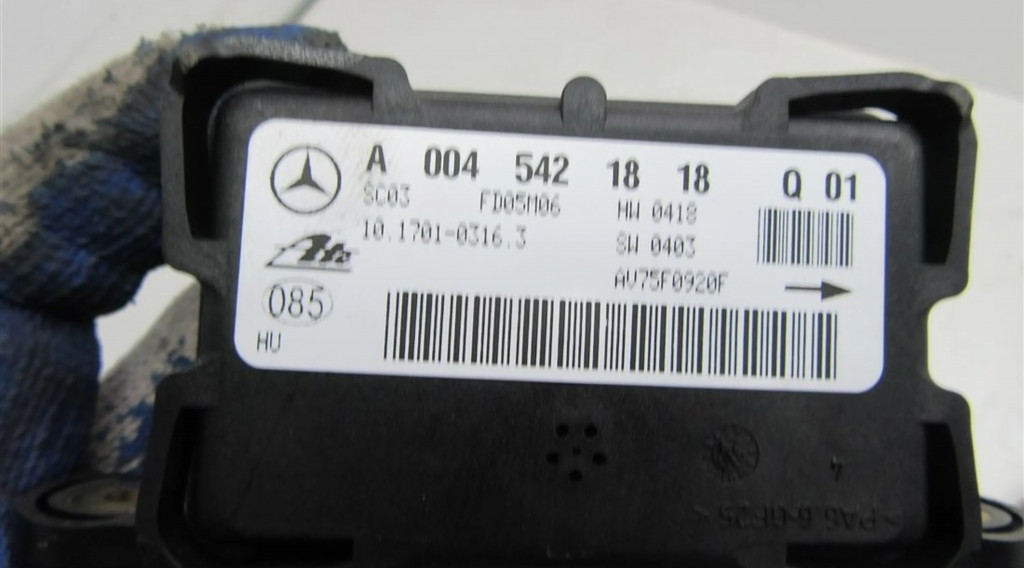 A 004 542 18 18 Q 01
SC03 FD05M06 HW 0418
10.1701-0316.3 SW 0403
Ate AV75F0920F
085
HU
4
>PA6.6-GF25<